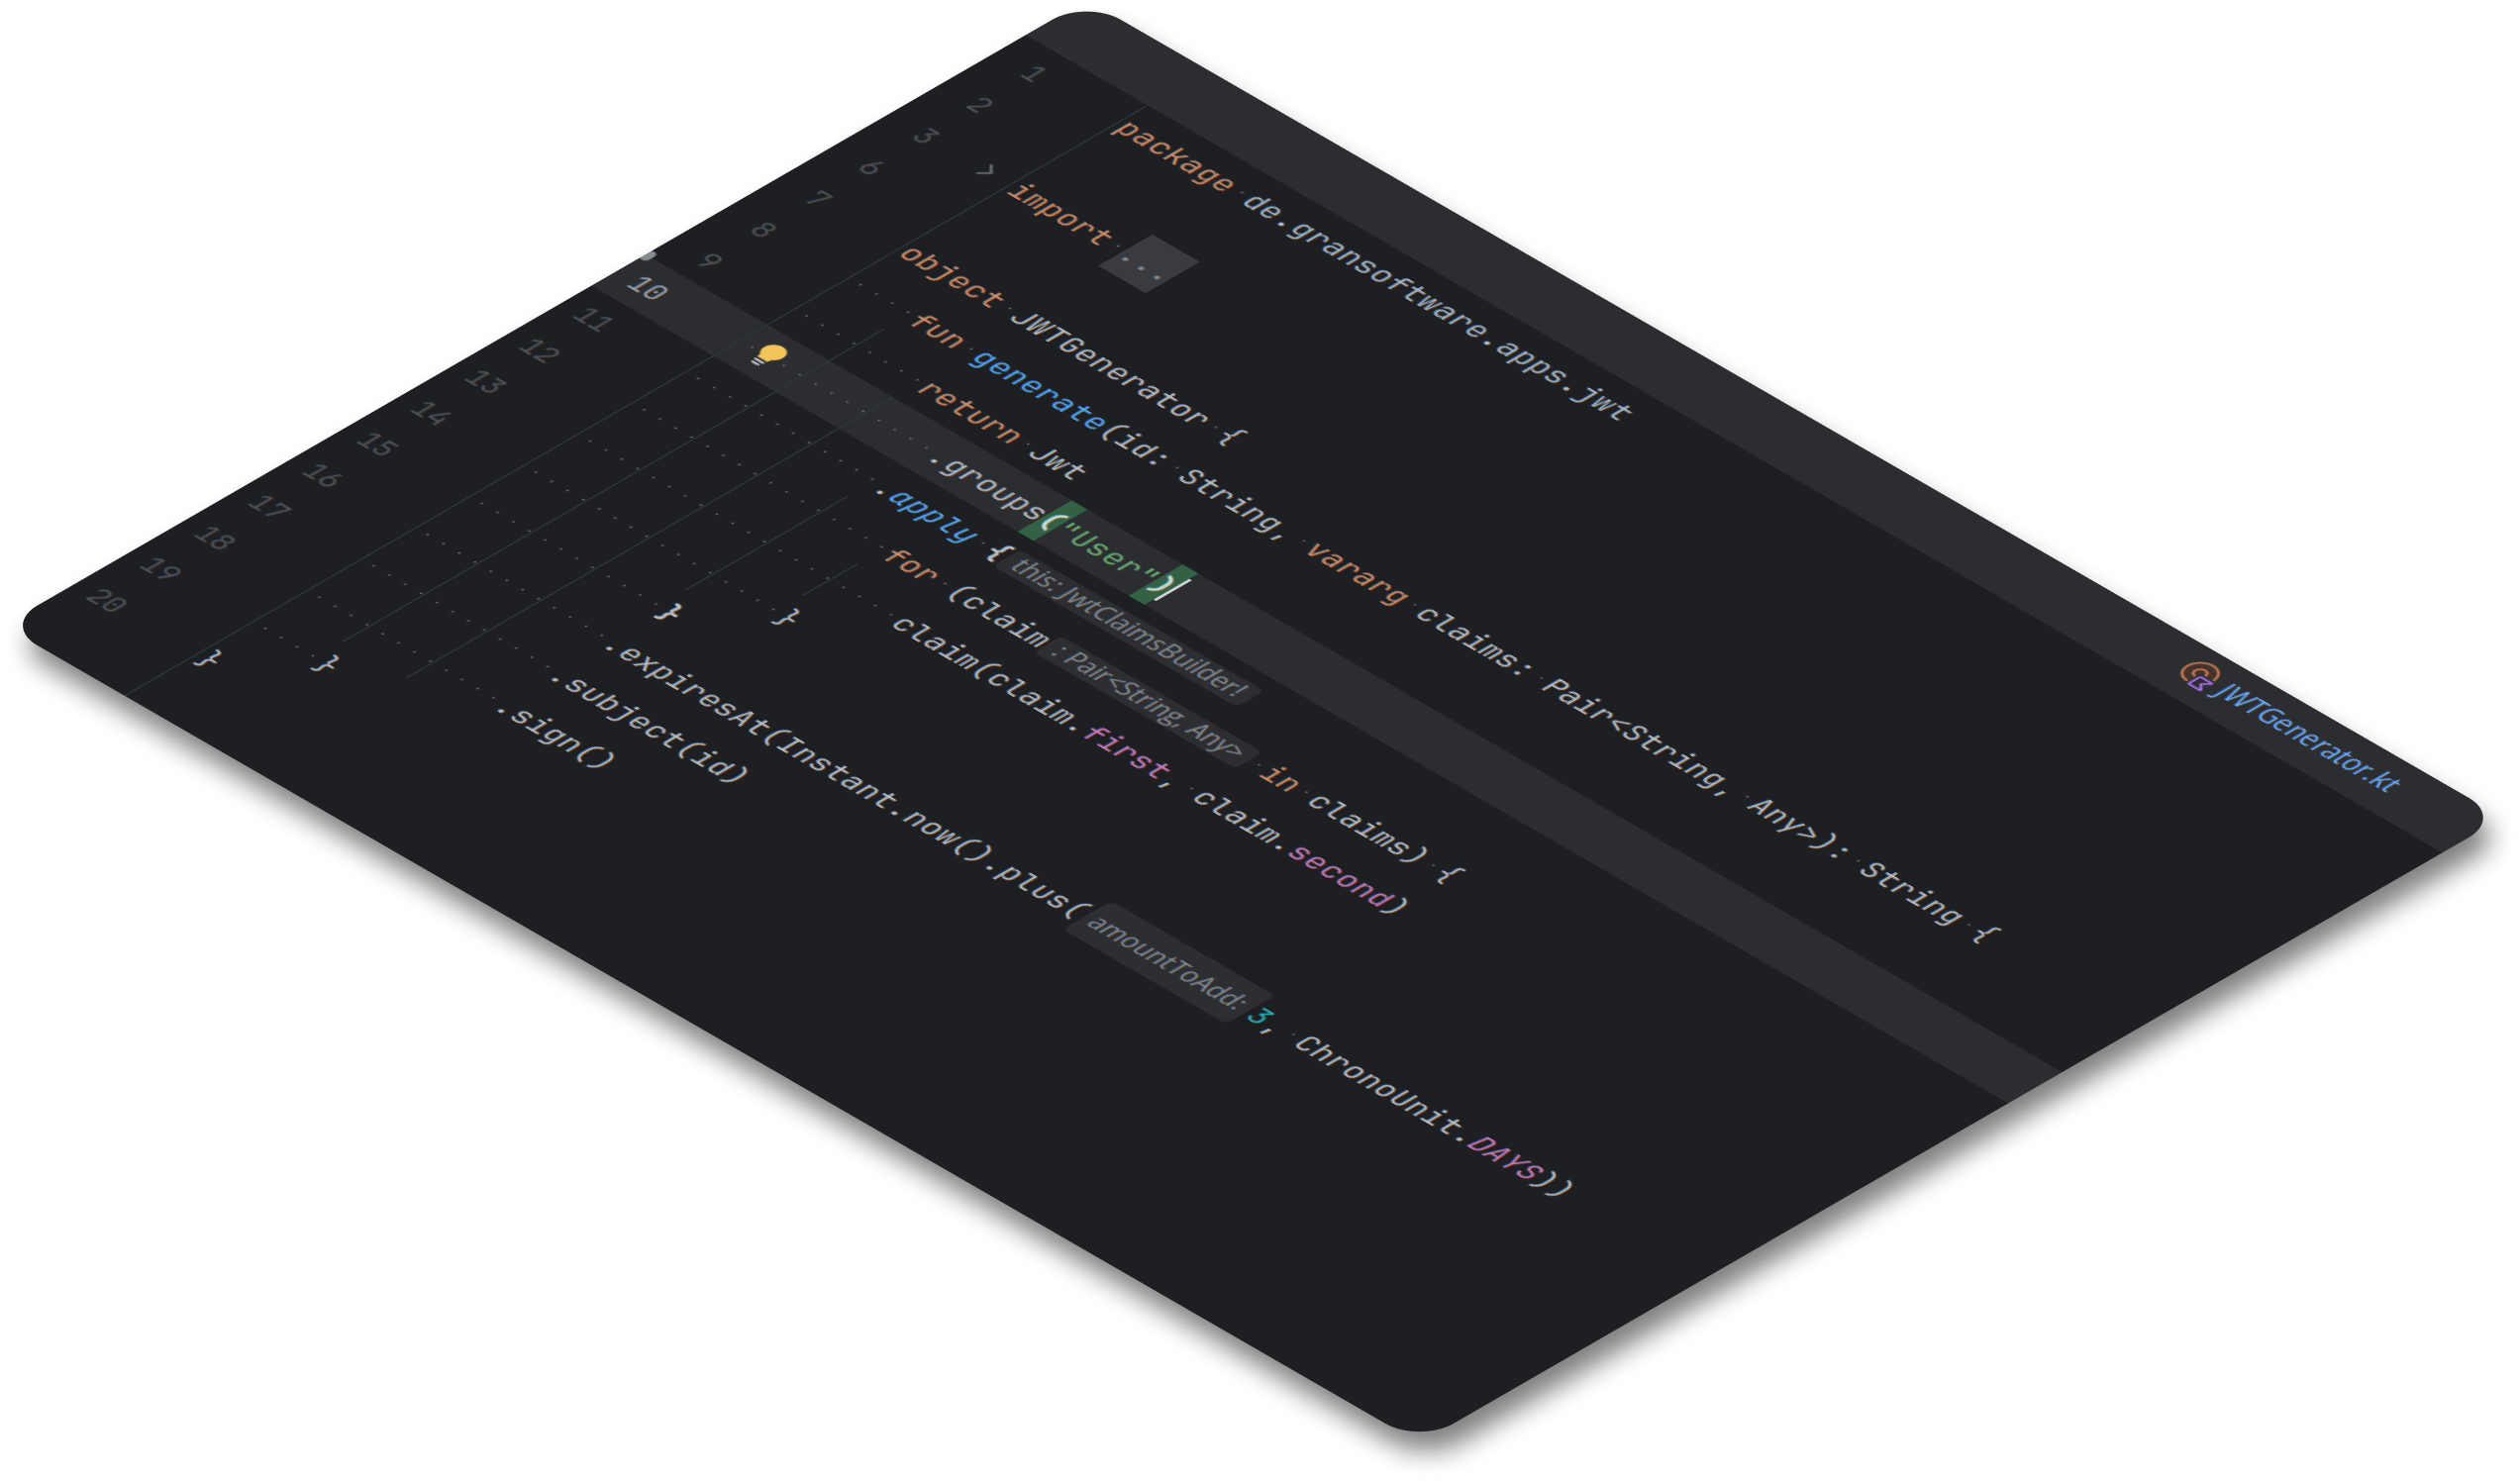 JWTGenerator.kt
1 package de.gransoftware.apps.jwt
2
3 import ...
6
7 object JWTGenerator {
8     fun generate(id: String, vararg claims: Pair<String, Any>): String {
9         return Jwt
10             .groups("User")
11             .apply { this: JwtClaimsBuilder!
12                 for (claim : Pair<String, Any> in claims) {
13                     claim(claim.first, claim.second)
14                 }
15             }
16             .expiresAt(Instant.now().plus( amountToAdd: 3, ChronoUnit.DAYS))
17             .subject(id)
18             .sign()
19     }
20 }